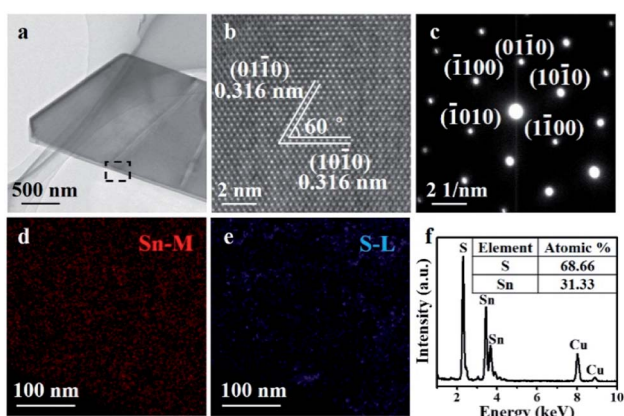 a
500 nm
b
(011̅0)
0.316 nm
60 °
(101̅0)
0.316 nm
2 nm
c
(011̅0)
(1̅100)
(101̅0)
(1̅010)
(11̅00)
2 1/nm
d
Sn-M
100 nm
e
S-L
100 nm
f
Element Atomic %
S 68.66
Sn 31.33
S
Sn
Sn
Cu
Cu
Intensity (a.u.)
2 4 6 8 10
Energy (keV)